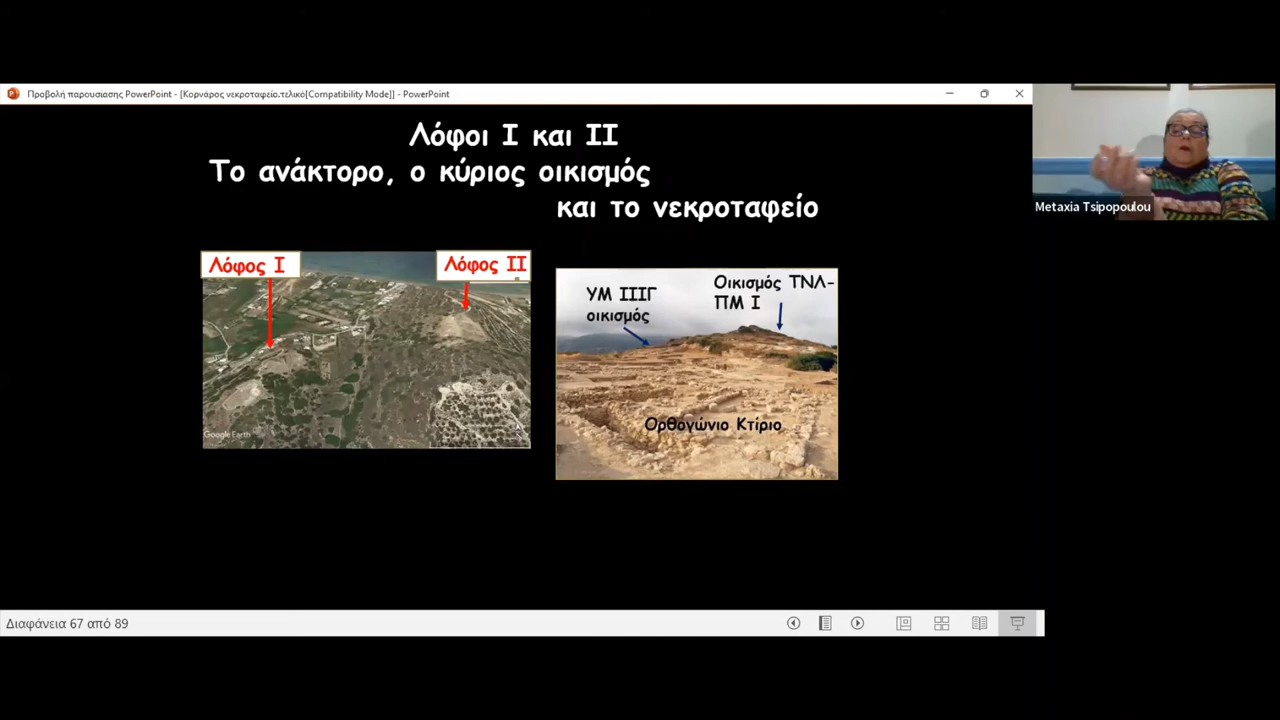 Προβολή παρουσίασης PowerPoint - [Κορνάρος νεκροταφείο.τελικό[Compatibility Mode]] - PowerPoint
Λόφοι Ι και ΙΙ
Το ανάκτορο, ο κύριος οικισμός
και το νεκροταφείο
Metaxia Tsipopoulou
Λόφος Ι
Λόφος ΙΙ
Google Earth
ΥΜ ΙΙΙΓ
οικισμός
Οικισμός ΤΝΛ-
ΠΜ Ι
Ορθογώνιο Κτίριο
Διαφάνεια 67 από 89